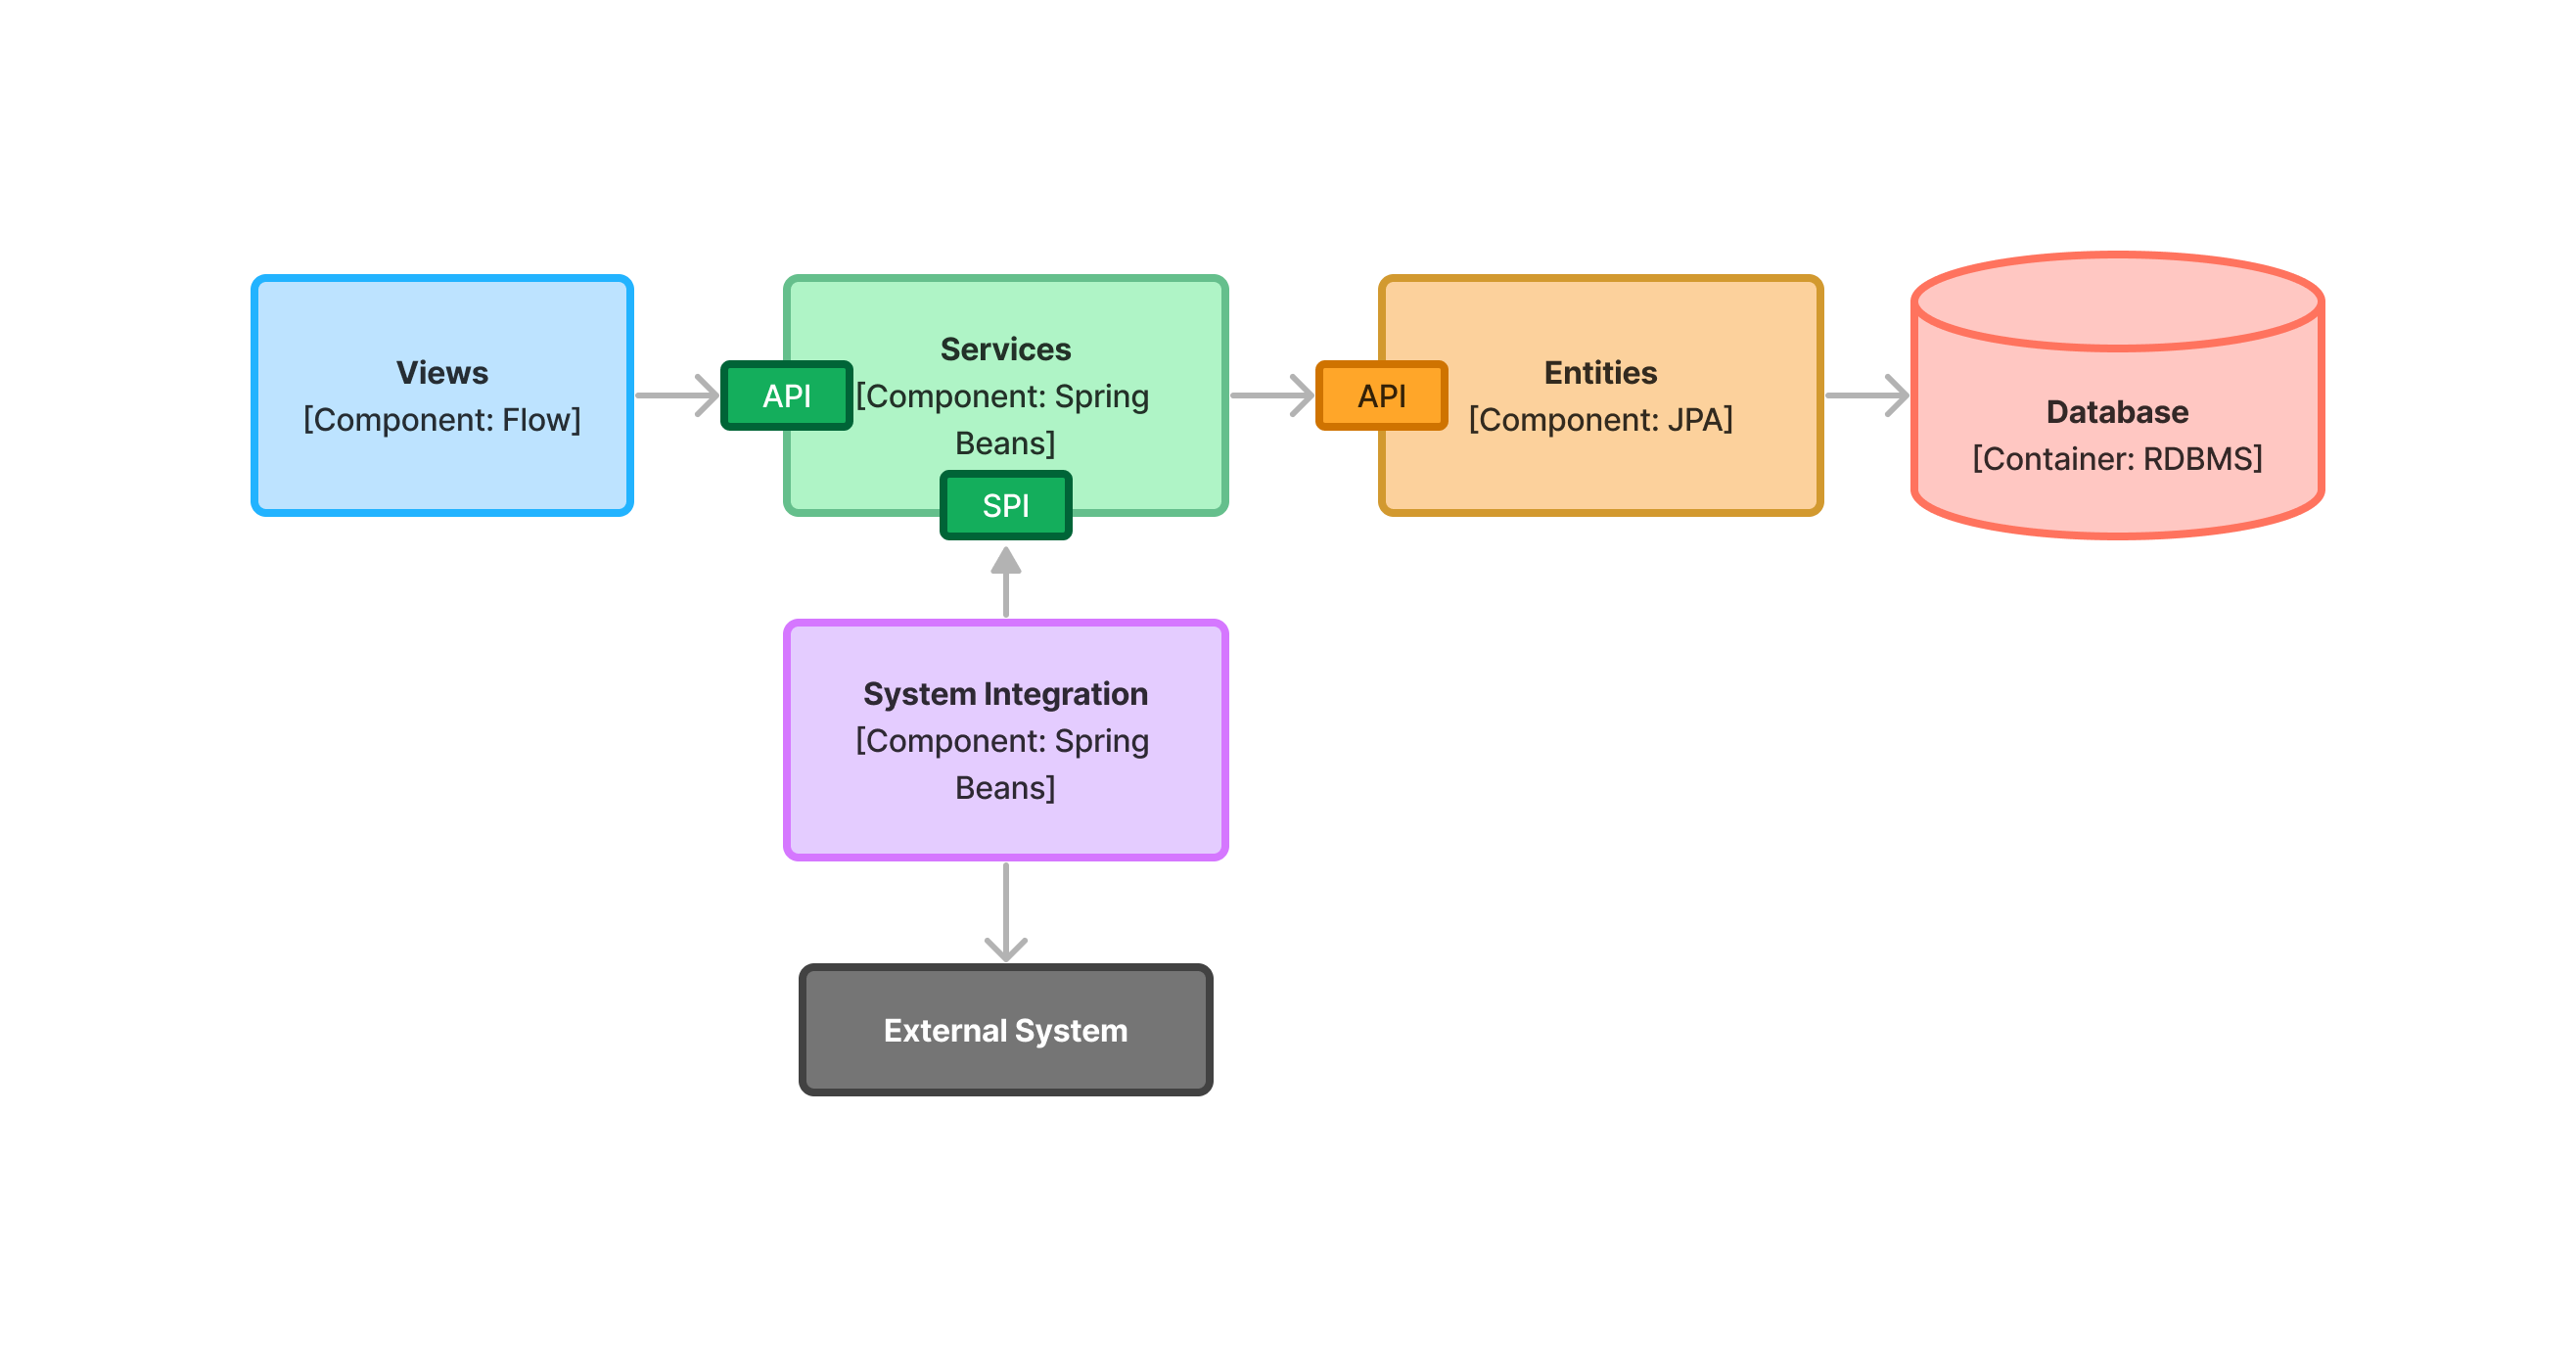 Views
[Component: Flow]
API
Services
[Component: Spring
Beans]
SPI
API
Entities
[Component: JPA]
Database
[Container: RDBMS]
System Integration
[Component: Spring
Beans]
External System